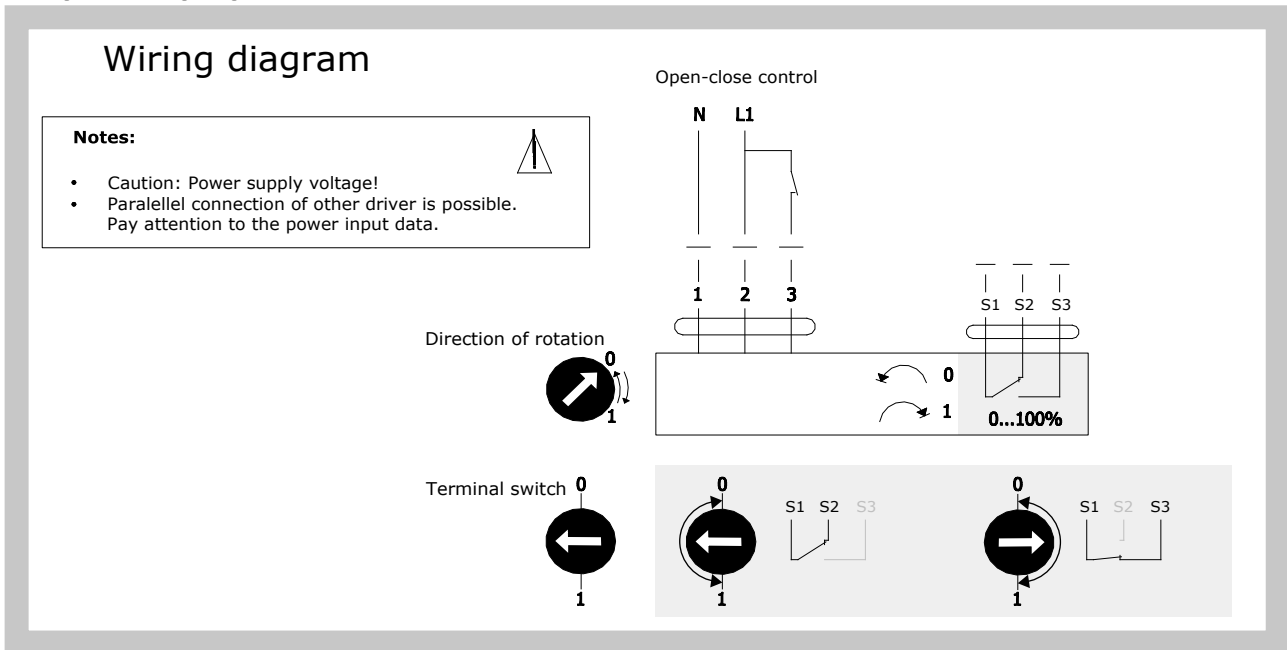 Wiring diagram
Open-close control
N L1
Notes:
• Caution: Power supply voltage!
• Paralellel connection of other driver is possible.
Pay attention to the power input data.
1 2 3
S1 S2 S3
Direction of rotation
0
1
0
1
0...100%
Terminal switch
0
1
0
1
S1 S2 S3
0
1
S1 S2 S3